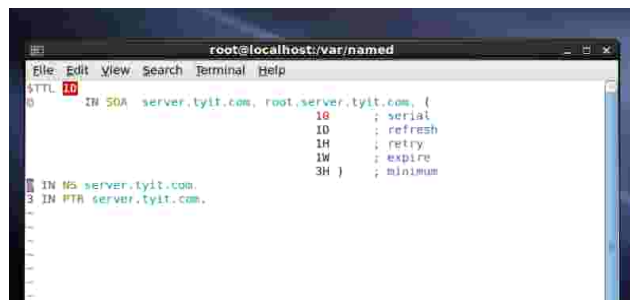 root@localhost:/var/named
File Edit View Search Terminal Help
$TTL 1D
@ IN SOA server.tyit.com. root.server.tyit.com. (
10 ; serial
1D ; refresh
1H ; retry
1W ; expire
3H ) ; minimum
IN NS server.tyit.com.
3 IN PTR server.tyit.com.
~
~
~
~
~
~
~